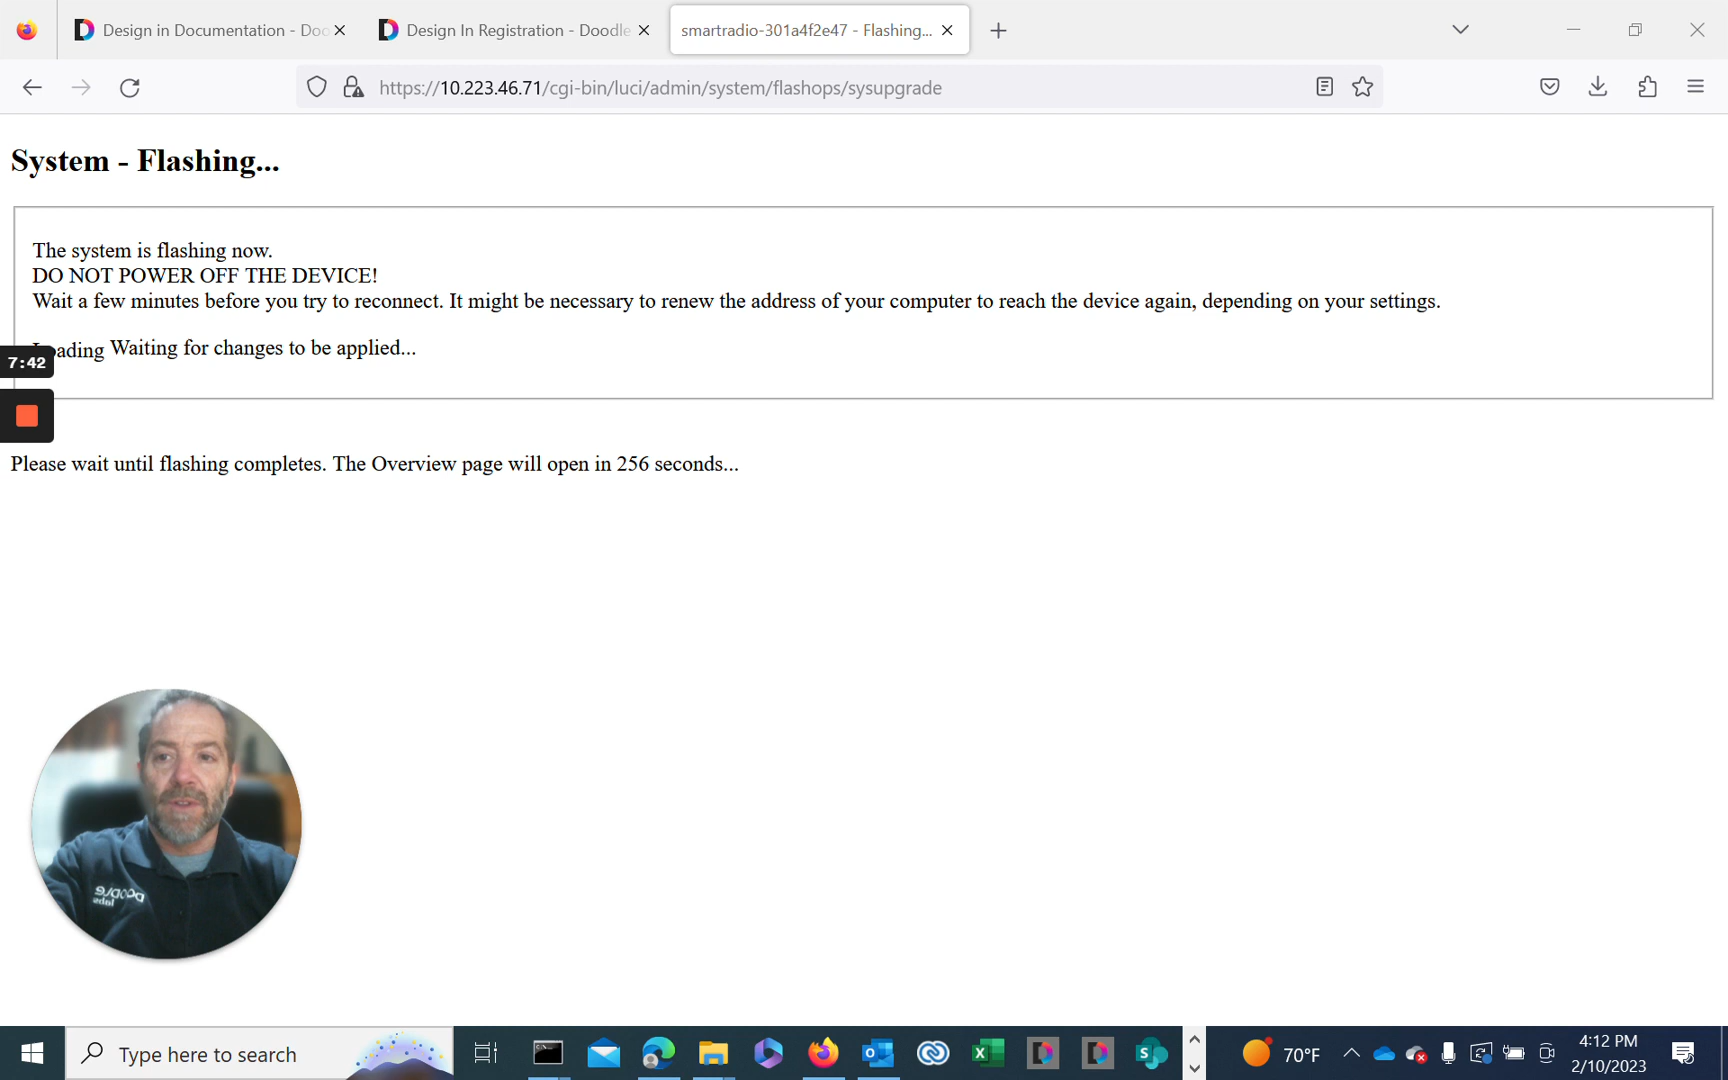 Design in Documentation - Doo
Design In Registration - Doodle
smartradio-301a4f2e47 - Flashing...
https://10.223.46.71/cgi-bin/luci/admin/system/flashops/sysupgrade
System - Flashing...
The system is flashing now.
DO NOT POWER OFF THE DEVICE!
Wait a few minutes before you try to reconnect. It might be necessary to renew the address of your computer to reach the device again, depending on your settings.
Loading Waiting for changes to be applied...
7:42
Please wait until flashing completes. The Overview page will open in 256 seconds...
DOODLE
labs
Type here to search
70°F
4:12 PM
2/10/2023